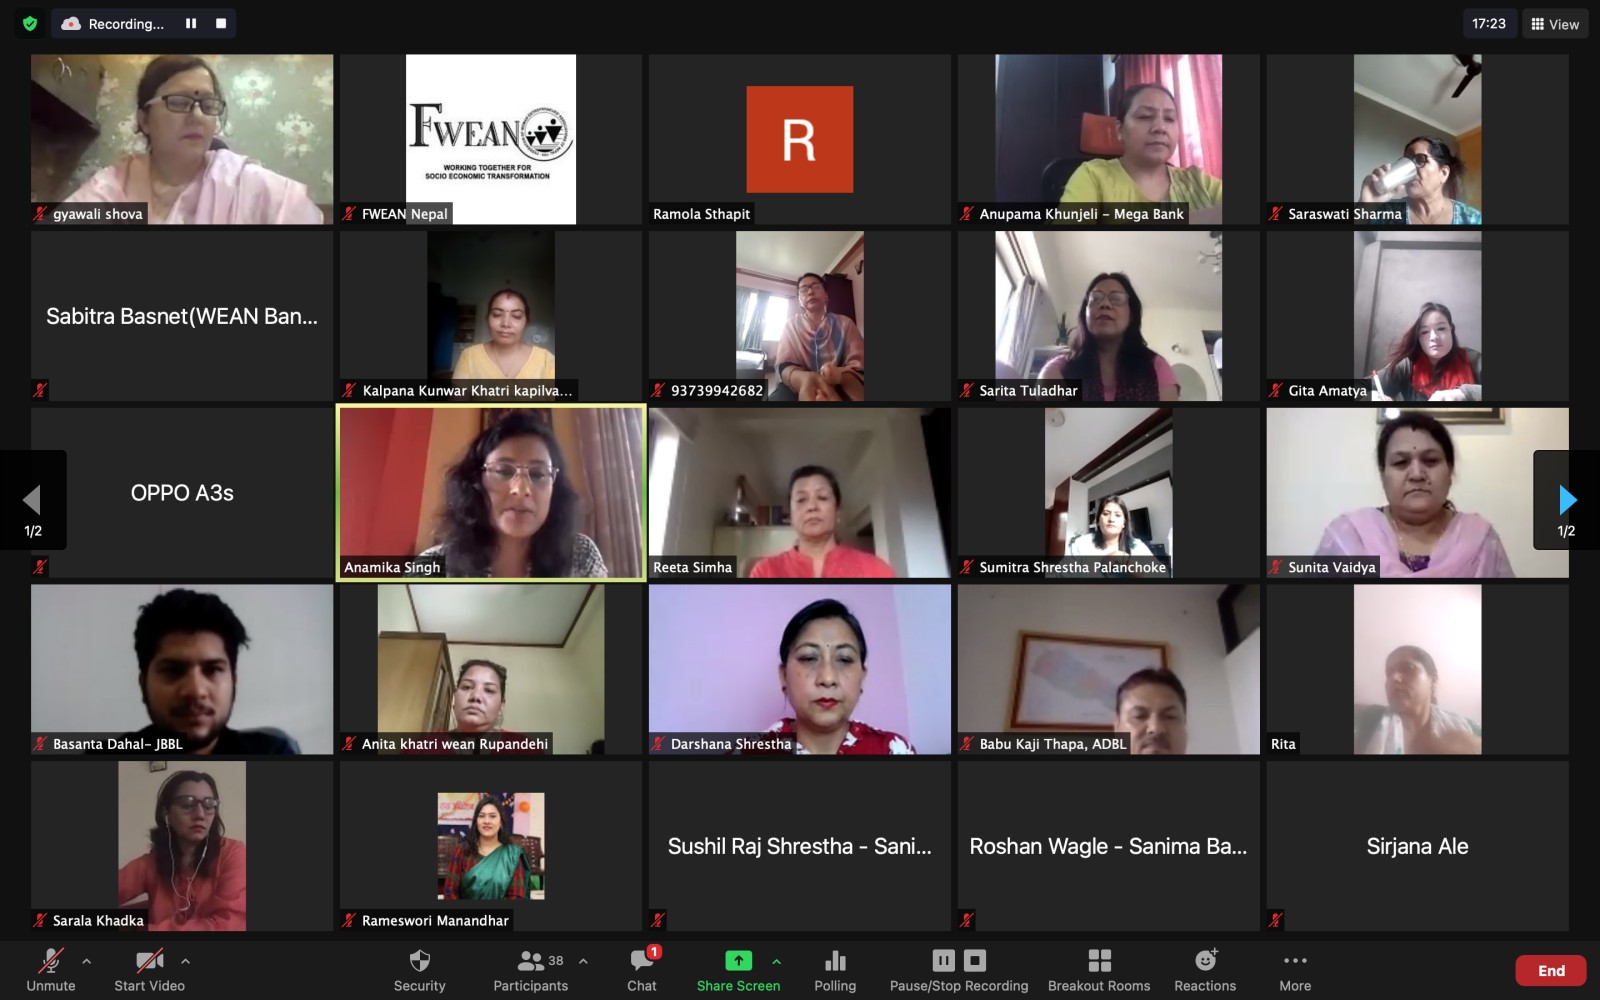 Recording...
17:23
View
gyawali shova
FWEAN
WORKING TOGETHER FOR
SOCIO ECONOMIC TRANSFORMATION
FWEAN Nepal
R
Ramola Sthapit
Anupama Khunjeli - Mega Bank
Saraswati Sharma
Sabitra Basnet(WEAN Ban...
Kalpana Kunwar Khatri kapilva...
93739942682
Sarita Tuladhar
Gita Amatya
OPPO A3s
1/2
Anamika Singh
Reeta Simha
Sumitra Shrestha Palanchoke
Sunita Vaidya
1/2
Basanta Dahal- JBBL
Anita khatri wean Rupandehi
Darshana Shrestha
Babu Kaji Thapa, ADBL
Rita
Sarala Khadka
Rameswori Manandhar
Sushil Raj Shrestha - Sani...
Roshan Wagle - Sanima Ba...
Sirjana Ale
Unmute
Start Video
Security
Participants
38
Chat
1
Share Screen
Polling
Pause/Stop Recording
Breakout Rooms
Reactions
More
End